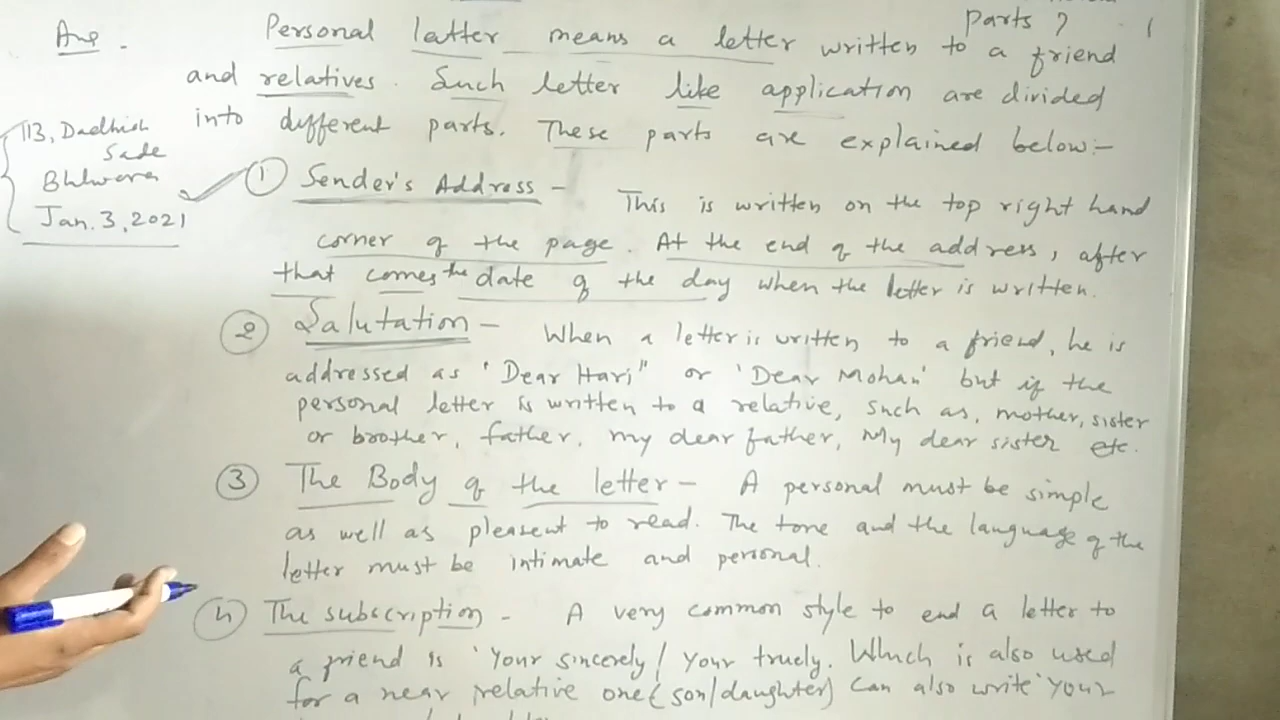 parts ?
Ans. Personal latter means a letter written to a friend
and relatives. Such letter like application are divided
into different parts. These parts are explained below:-
113, Dadhich
Sade
Bhlwara
Jan. 3, 2021
① Sender's Address - This is written on the top right hand
corner of the page. At the end of the address, after
that comes the date of the day when the letter is written.
② Salutation - When a letter is written to a friend, he is
addressed as 'Dear Hari" or 'Dear Mohan' but if the
personal letter is written to a relative, such as, mother, sister
or brother, father, my dear father, My dear sister etc.
③ The Body of the letter - A personal must be simple
as well as pleasent to read. The tone and the language of the
letter must be intimate and personal.
④ The subscription - A very common style to end a letter to
a friend is 'Your sincerely / Your truely. Which is also used
for a near relative one (son/daughter) can also write 'Your